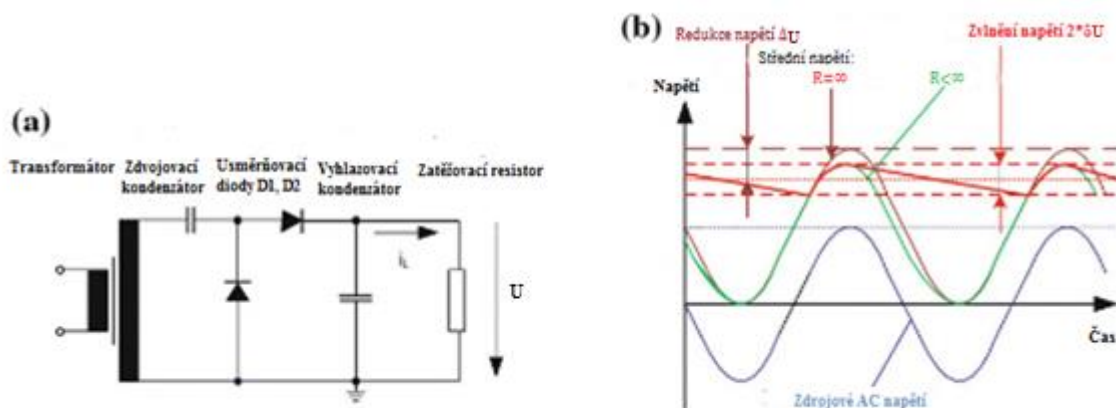 (a)
Transformátor
Zdvojovací
kondenzátor
Usměrňovací
diody D1, D2
Vyhlazovací
kondenzátor
Zatěžovací resistor
U
(b)
Redukce napětí ΔU
Zvlnění napětí 2*δU
Střední napětí:
R=∞
R<∞
Napětí
Čas
Zdrojové AC napětí